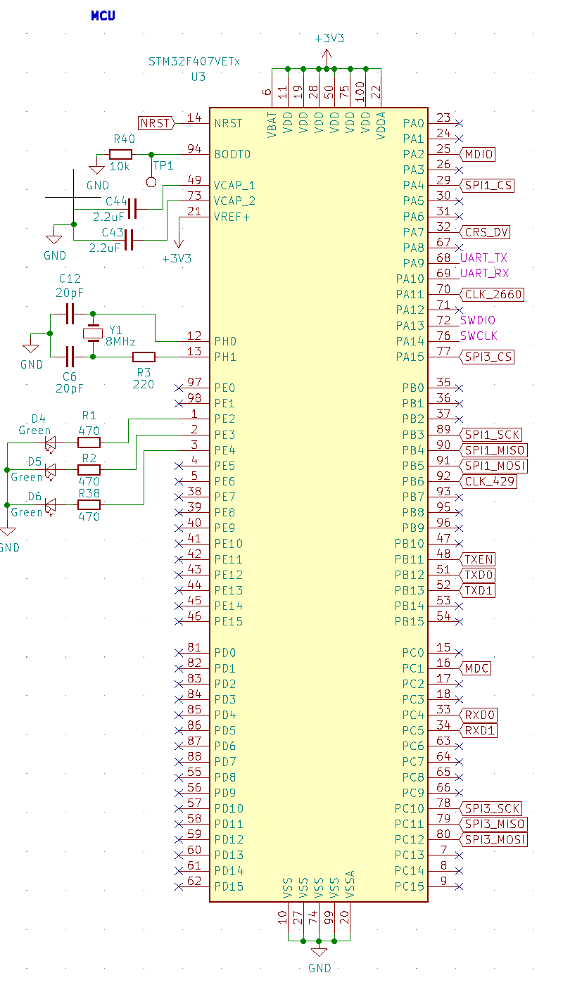 MCU
+3V3
STM32F407VETx
U3
6 11 19 28 50 75 100 22
VBAT VDD VDD VDD VDD VDD VDD VDDA
NRST 14 NRST
R40
10k
GND
TP1
94 BOOT0
49 VCAP_1
73 VCAP_2
21 VREF+
C44
2.2uF
C43
2.2uF
GND
+3V3
C12
20pF
Y1
8MHz
GND
C6
20pF
R3
220
12 PH0
13 PH1
97 PE0
98 PE1
1 PE2
2 PE3
3 PE4
4 PE5
5 PE6
38 PE7
39 PE8
40 PE9
41 PE10
42 PE11
43 PE12
44 PE13
45 PE14
46 PE15
D4
Green
R1
470
D5
Green
R2
470
D6
Green
R38
470
GND
81 PD0
82 PD1
83 PD2
84 PD3
85 PD4
86 PD5
87 PD6
88 PD7
55 PD8
56 PD9
57 PD10
58 PD11
59 PD12
60 PD13
61 PD14
62 PD15
PA0 23
PA1 24
PA2 25 MDIO
PA3 26
PA4 29 SPI1_CS
PA5 30
PA6 31
PA7 32 CRS_DV
PA8 67
PA9 68 UART_TX
PA10 69 UART_RX
PA11 70 CLK_2660
PA12 71
PA13 72 SWDIO
PA14 76 SWCLK
PA15 77 SPI3_CS
PB0 35
PB1 36
PB2 37
PB3 89 SPI1_SCK
PB4 90 SPI1_MISO
PB5 91 SPI1_MOSI
PB6 92 CLK_429
PB7 93
PB8 95
PB9 96
PB10 47
PB11 48 TXEN
PB12 51 TXD0
PB13 52 TXD1
PB14 53
PB15 54
PC0 15
PC1 16 MDC
PC2 17
PC3 18
PC4 33 RXD0
PC5 34 RXD1
PC6 63
PC7 64
PC8 65
PC9 66
PC10 78 SPI3_SCK
PC11 79 SPI3_MISO
PC12 80 SPI3_MOSI
PC13 7
PC14 8
PC15 9
VSS VSS VSS VSS VSSA
10 27 74 99 20
GND